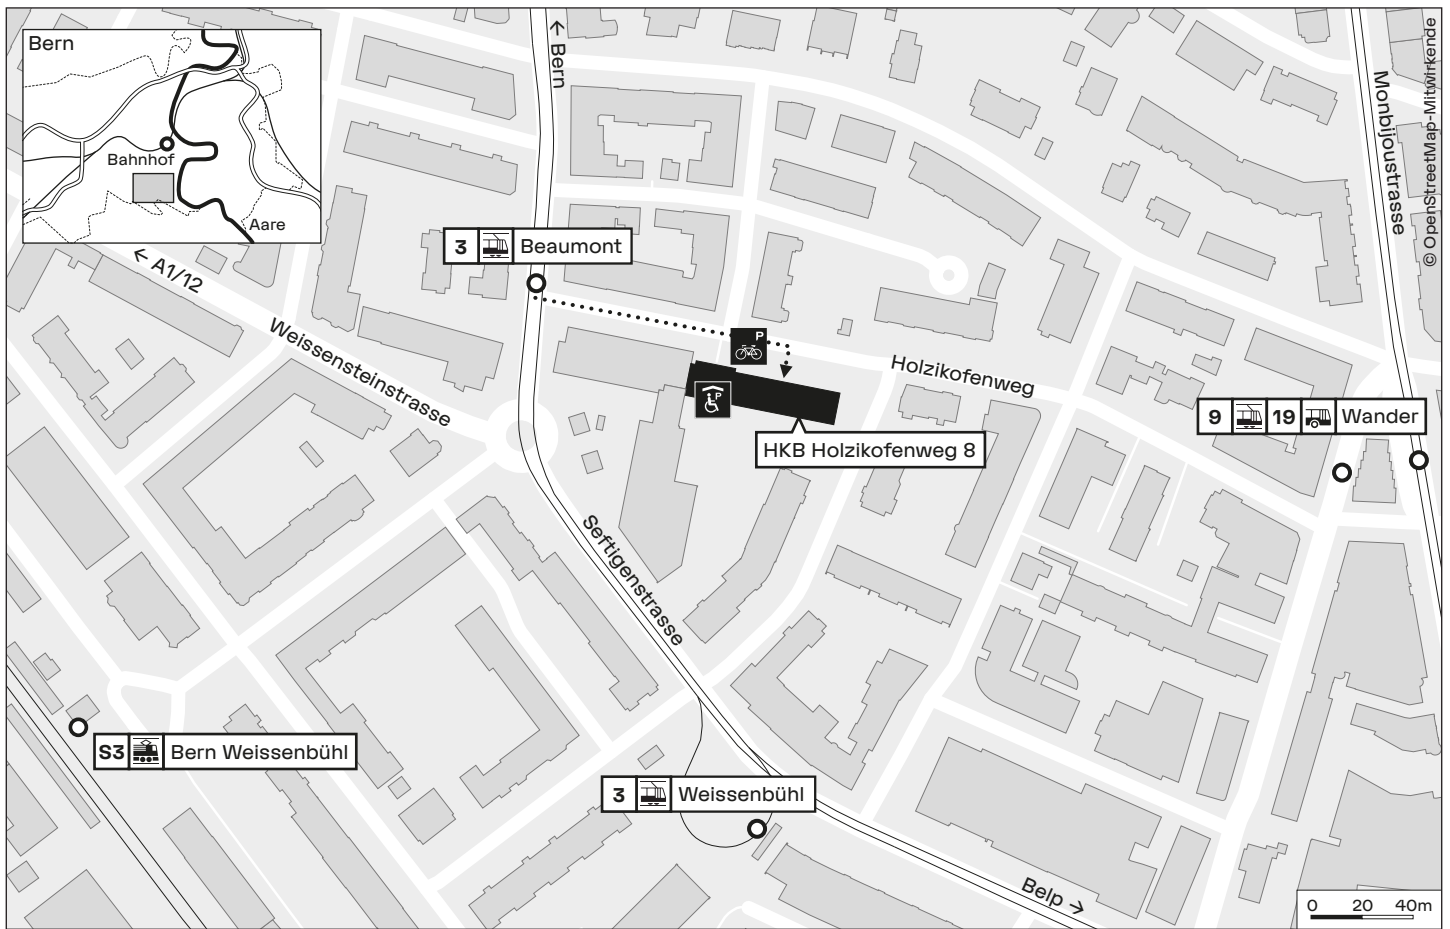 Bern
Bahnhof
Aare
← Bern
Monbijoustrasse
© OpenStreetMap-Mitwirkende
3 Beaumont
← A1/12
Weissensteinstrasse
P
P
Holzikofenweg
9 19 Wander
HKB Holzikofenweg 8
Seftigenstrasse
S3 Bern Weissenbühl
3 Weissenbühl
Belp →
0 20 40m